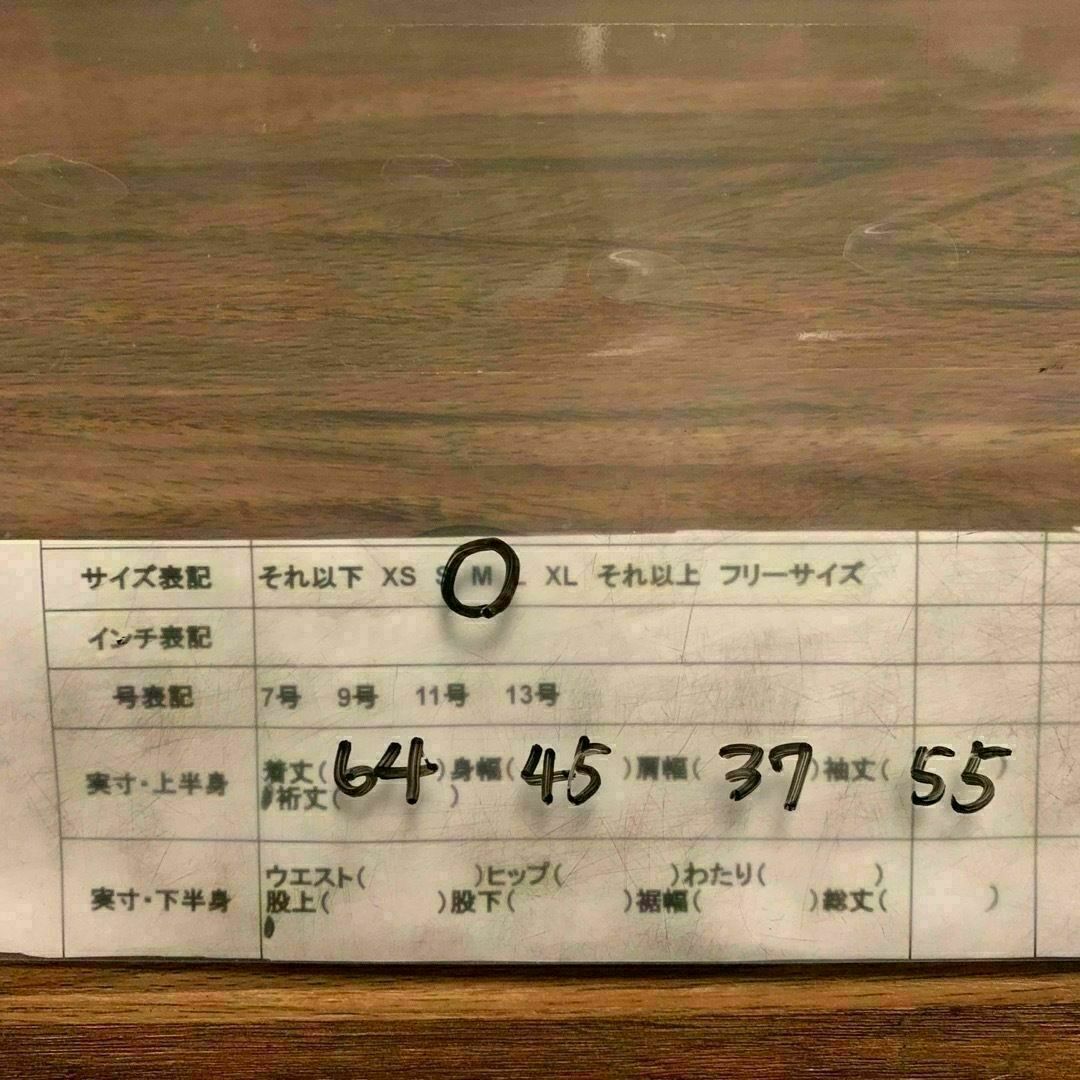 サイズ表記 それ以下 XS S M L XL それ以上 フリーサイズ
インチ表記
号表記 7号 9号 11号 13号
実寸・上半身 着丈( 64 )身幅( 45 )肩幅( 37 )袖丈( 55 )
裄丈( )
実寸・下半身 ウエスト( )ヒップ( )わたり( )
股上( )股下( )裾幅( )総丈( )